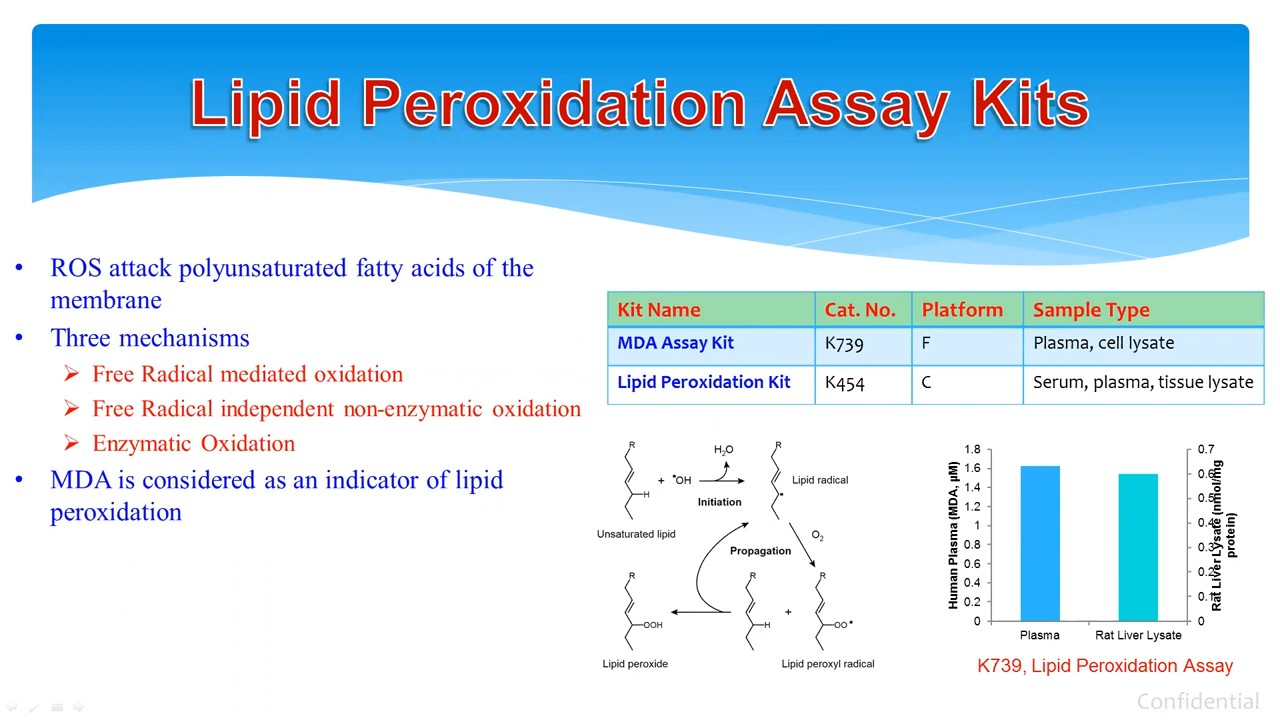 Lipid Peroxidation Assay Kits
• ROS attack polyunsaturated fatty acids of the
membrane
• Three mechanisms
➢ Free Radical mediated oxidation
➢ Free Radical independent non-enzymatic oxidation
➢ Enzymatic Oxidation
• MDA is considered as an indicator of lipid
peroxidation
Kit Name Cat. No. Platform Sample Type
MDA Assay Kit K739 F Plasma, cell lysate
Lipid Peroxidation Kit K454 C Serum, plasma, tissue lysate
R
H
Unsaturated lipid
+ •OH
H₂O
Initiation
R
•
Lipid radical
O₂
Propagation
R
OOH
Lipid peroxide
R
H
+
R
OO•
Lipid peroxyl radical
Human Plasma (MDA, µM)
1.8
1.6
1.4
1.2
1
0.8
0.6
0.4
0.2
0
Plasma
Rat Liver Lysate
0.7
0.6
0.5
0.4
0.3
0.2
0.1
0
Rat Liver Lysate (nmol/mg
protein)
K739, Lipid Peroxidation Assay
Confidential